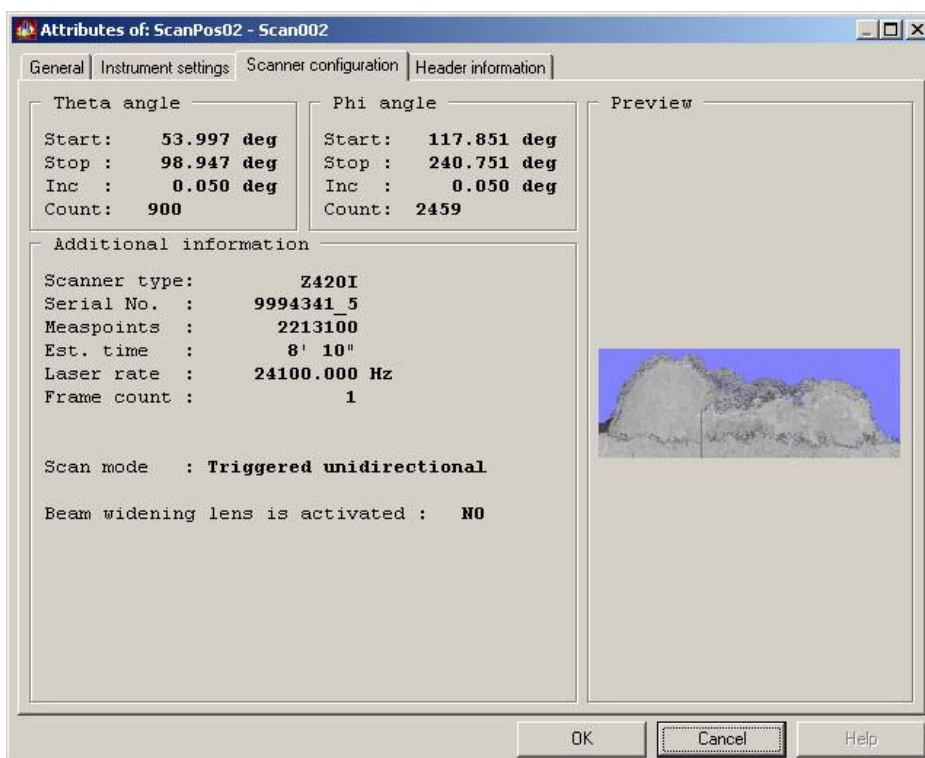 Attributes of: ScanPos02 - Scan002
General Instrument settings Scanner configuration Header information
Theta angle
Start: 53.997 deg
Stop : 98.947 deg
Inc : 0.050 deg
Count: 900
Phi angle
Start: 117.851 deg
Stop : 240.751 deg
Inc : 0.050 deg
Count: 2459
Preview
Additional information
Scanner type: Z420I
Serial No. : 9994341_5
Measpoints : 2213100
Est. time : 8' 10"
Laser rate : 24100.000 Hz
Frame count : 1
Scan mode : Triggered unidirectional
Beam widening lens is activated : NO
OK Cancel Help